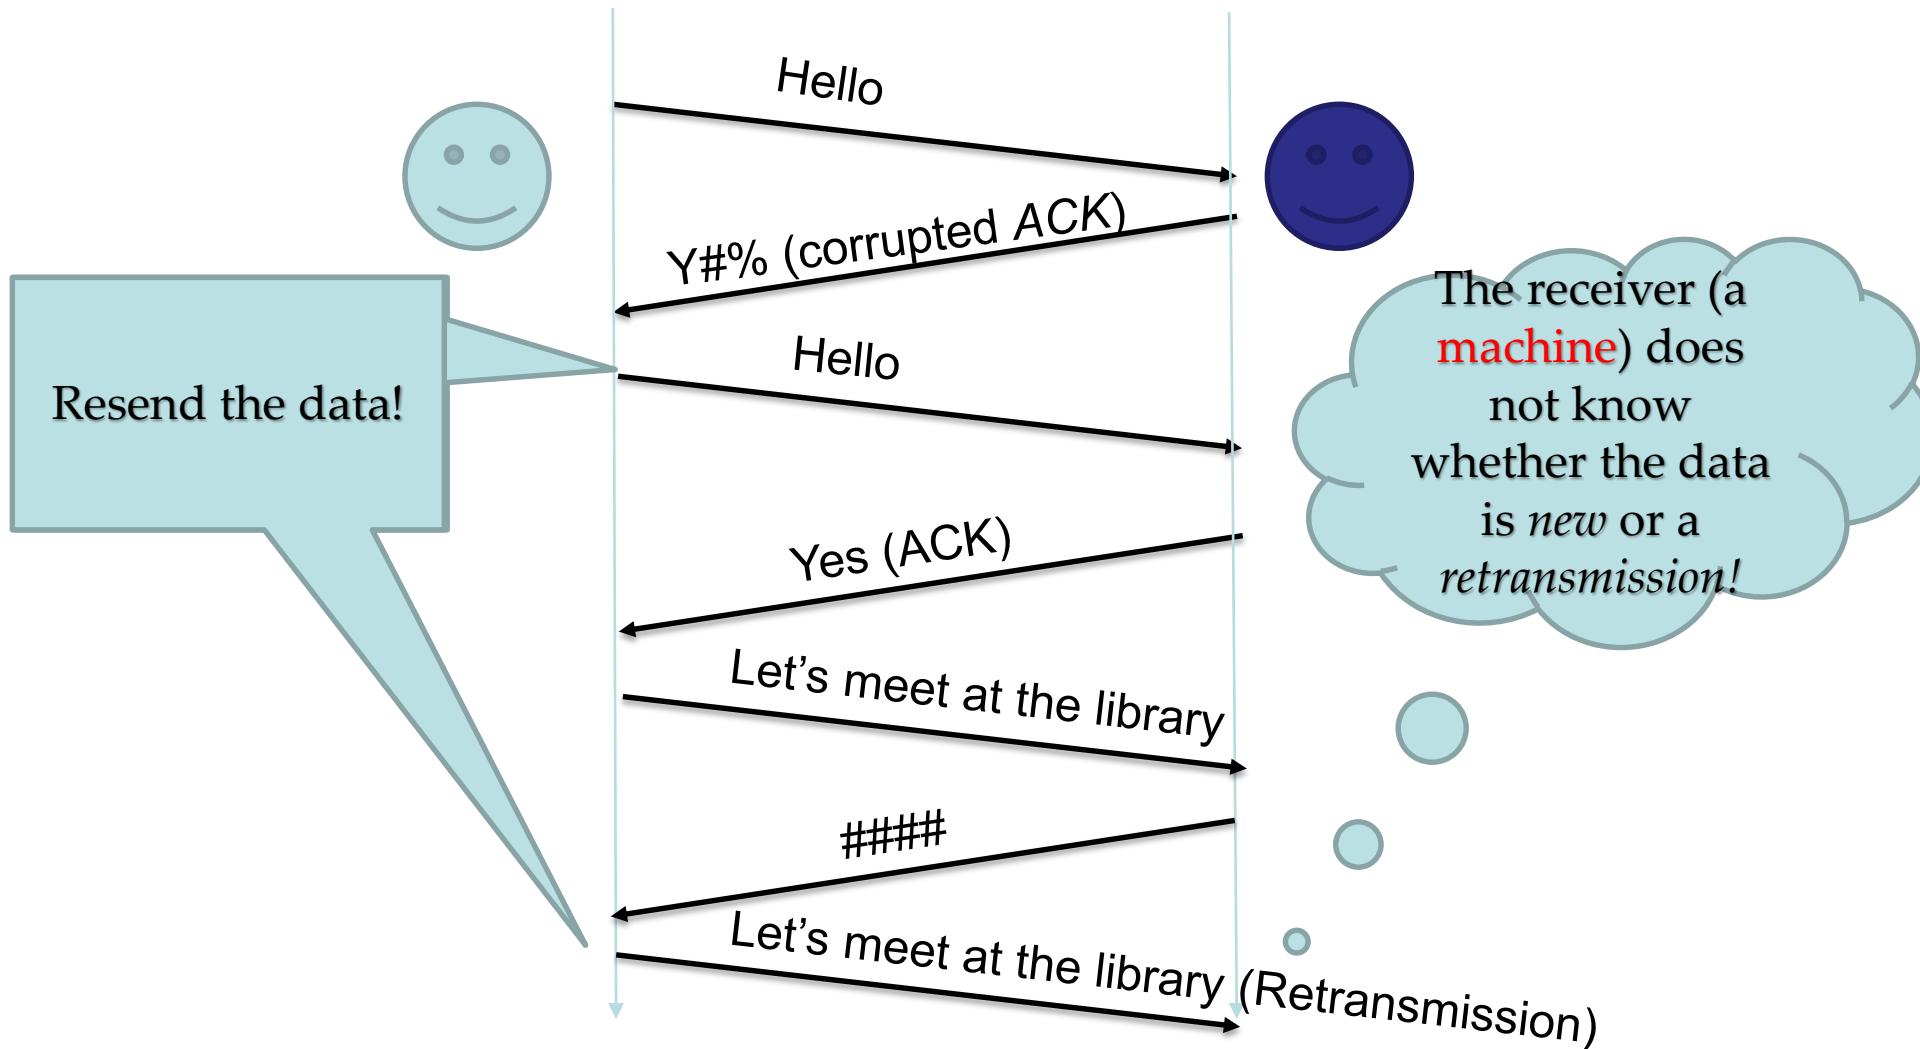 Hello
Y#% (corrupted ACK)
Resend the data!
The receiver (a
machine) does
not know
whether the data
is new or a
retransmission!
Hello
Yes (ACK)
Let’s meet at the library
####
Let’s meet at the library (Retransmission)